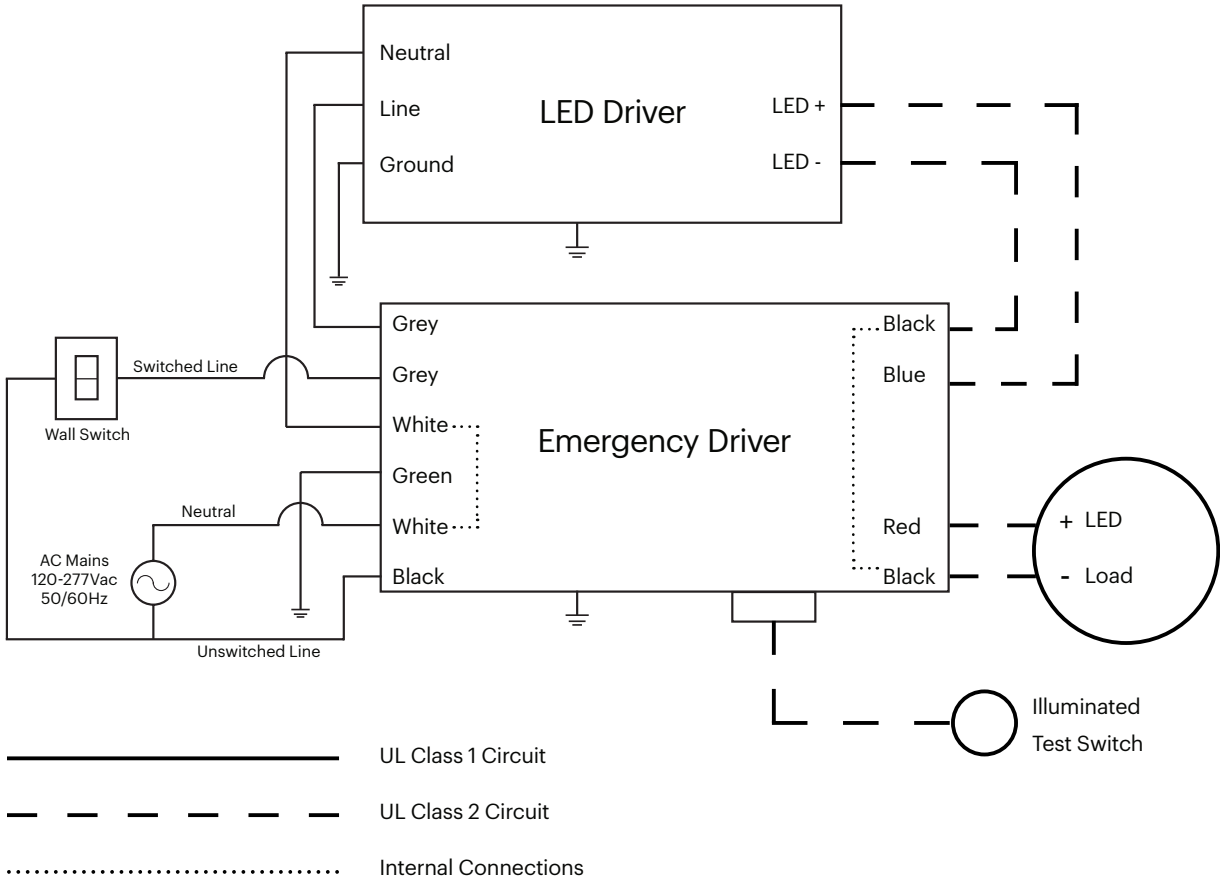 Neutral
Line
Ground
LED Driver
LED +
LED -
Grey
Grey
White
Green
White
Black
Emergency Driver
Black
Blue
Red
Black
Switched Line
Wall Switch
Neutral
AC Mains
120-277Vac
50/60Hz
Unswitched Line
+ LED
- Load
Illuminated
Test Switch
UL Class 1 Circuit
UL Class 2 Circuit
Internal Connections